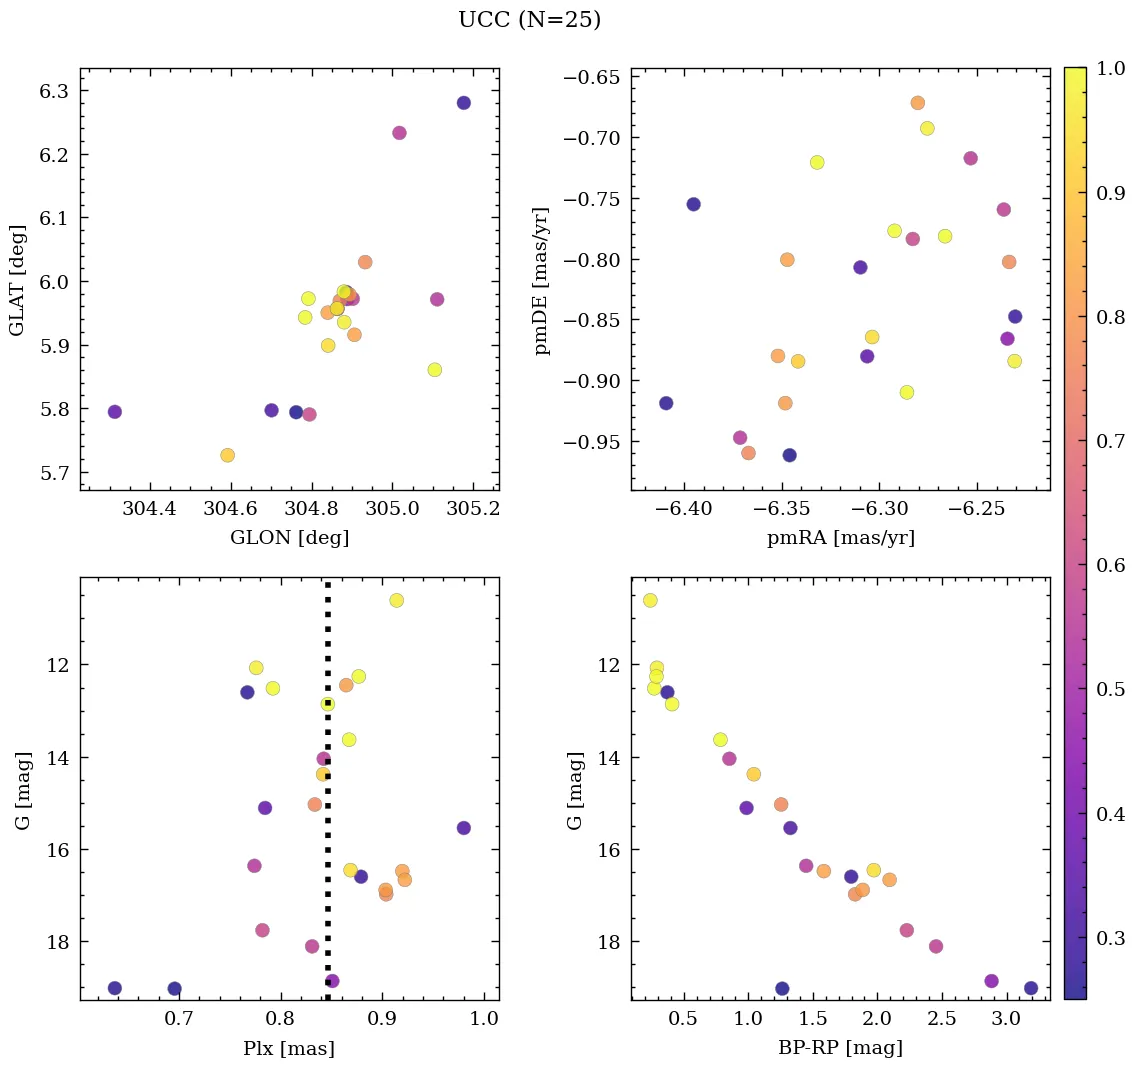 UCC (N=25)
6.3
6.2
6.1
6.0
5.9
5.8
5.7
GLAT [deg]
304.4 304.6 304.8 305.0 305.2
GLON [deg]
−0.65
−0.70
−0.75
−0.80
−0.85
−0.90
−0.95
pmDE [mas/yr]
−6.40 −6.35 −6.30 −6.25
pmRA [mas/yr]
12
14
16
18
G [mag]
0.7 0.8 0.9 1.0
Plx [mas]
12
14
16
18
G [mag]
0.5 1.0 1.5 2.0 2.5 3.0
BP-RP [mag]
1.0
0.9
0.8
0.7
0.6
0.5
0.4
0.3